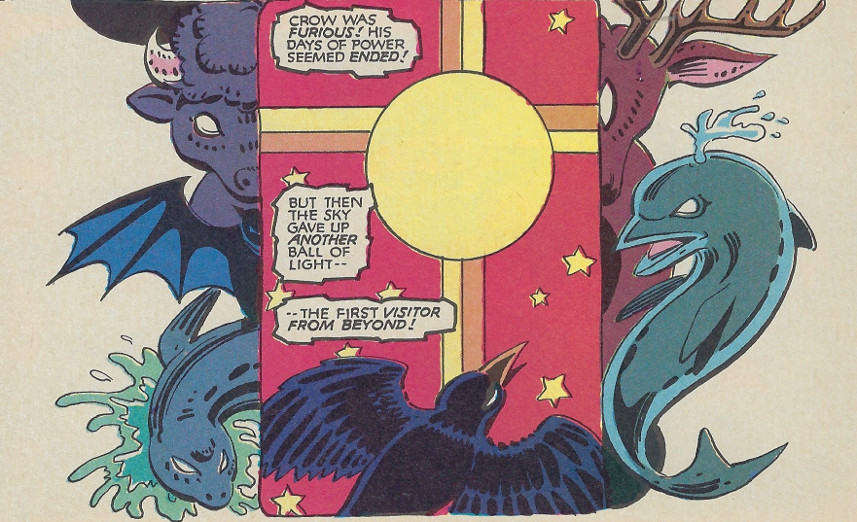 CROW WAS
FURIOUS! HIS
DAYS OF POWER
SEEMED ENDED!
BUT THEN
THE SKY
GAVE UP
ANOTHER
BALL OF
LIGHT--
--THE FIRST VISITOR
FROM BEYOND!